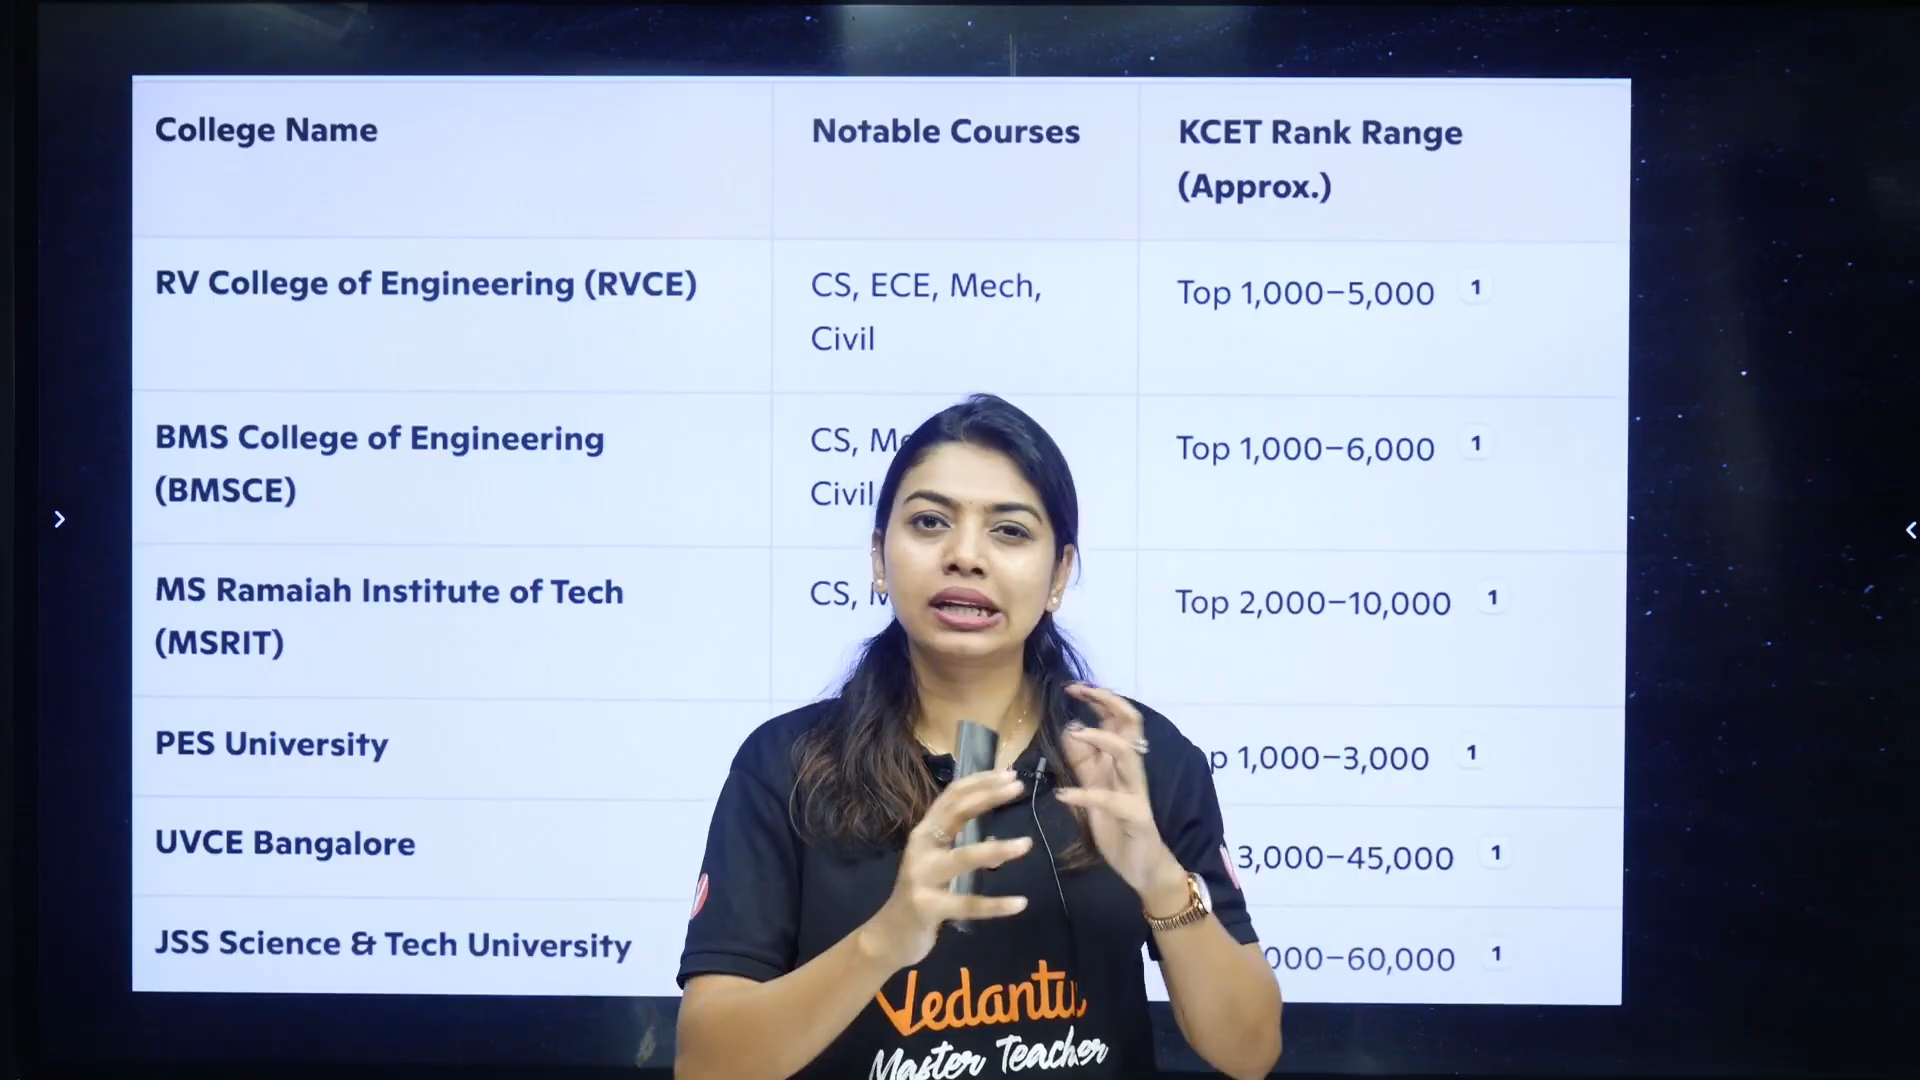 College Name
Notable Courses
KCET Rank Range
(Approx.)
RV College of Engineering (RVCE)
CS, ECE, Mech,
Civil
Top 1,000–5,000 1
BMS College of Engineering
(BMSCE)
CS,
Civil
Top 1,000–6,000 1
MS Ramaiah Institute of Tech
(MSRIT)
CS,
Top 2,000–10,000 1
PES University
1,000–3,000 1
UVCE Bangalore
3,000–45,000 1
JSS Science & Tech University
60,000 1
Vedantu
Master Teacher